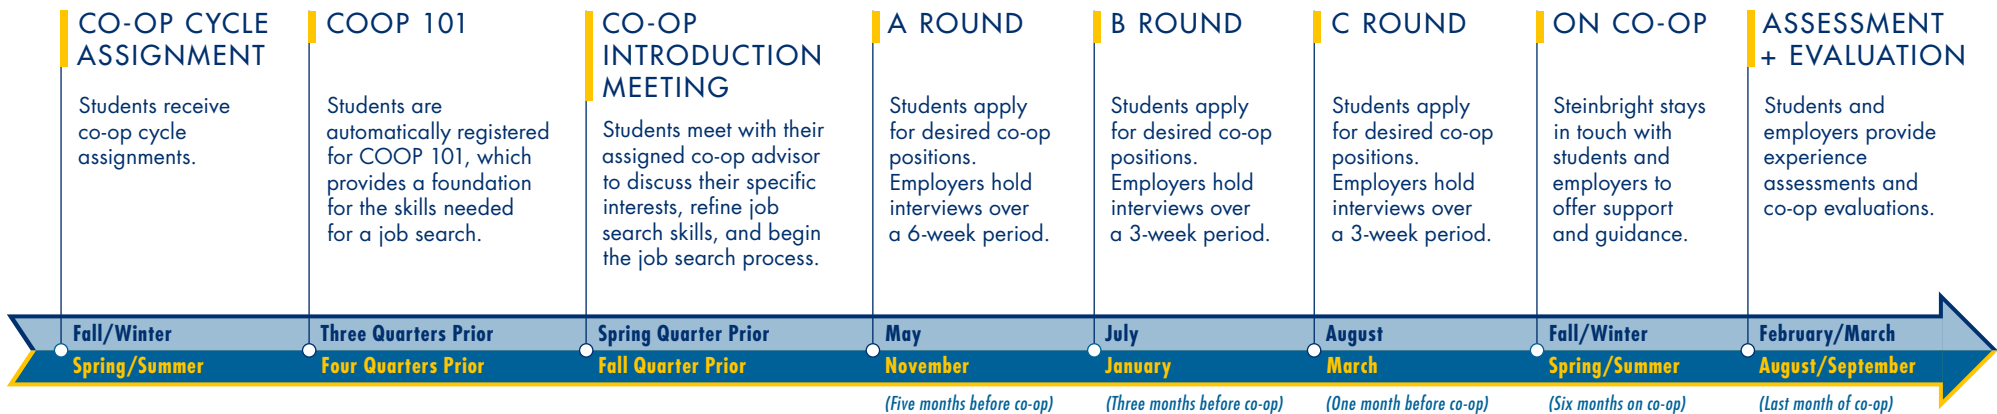 CO-OP CYCLE
ASSIGNMENT
Students receive
co-op cycle
assignments.
COOP 101
Students are
automatically registered
for COOP 101, which
provides a foundation
for the skills needed
for a job search.
CO-OP
INTRODUCTION
MEETING
Students meet with their
assigned co-op advisor
to discuss their specific
interests, refine job
search skills, and begin
the job search process.
A ROUND
Students apply
for desired co-op
positions.
Employers hold
interviews over
a 6-week period.
B ROUND
Students apply
for desired co-op
positions.
Employers hold
interviews over
a 3-week period.
C ROUND
Students apply
for desired co-op
positions.
Employers hold
interviews over
a 3-week period.
ON CO-OP
Steinbright stays
in touch with
students and
employers to
offer support
and guidance.
ASSESSMENT
+ EVALUATION
Students and
employers provide
experience
assessments and
co-op evaluations.
Fall/Winter
Three Quarters Prior
Spring Quarter Prior
May
July
August
Fall/Winter
February/March
Spring/Summer
Four Quarters Prior
Fall Quarter Prior
November
January
March
Spring/Summer
August/September
(Five months before co-op)
(Three months before co-op)
(One month before co-op)
(Six months on co-op)
(Last month of co-op)